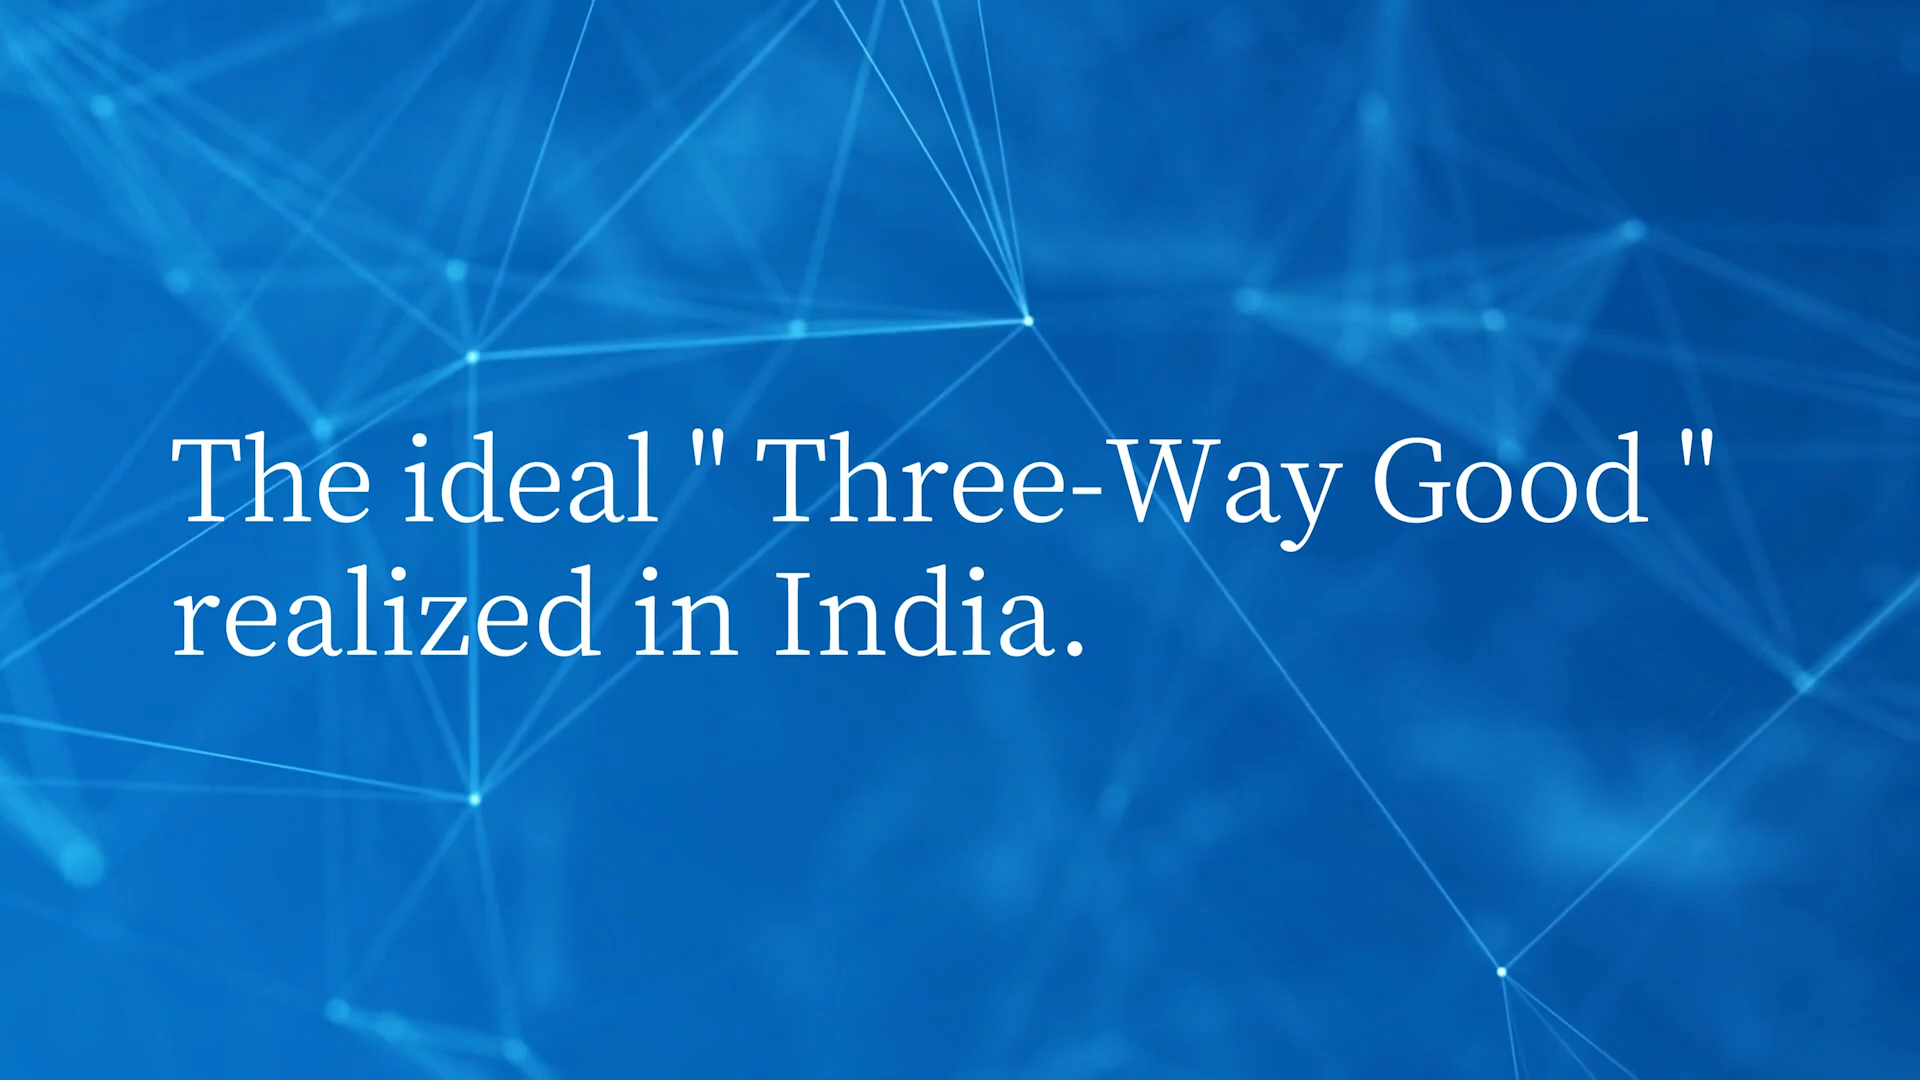 The ideal " Three-Way Good "
realized in India.